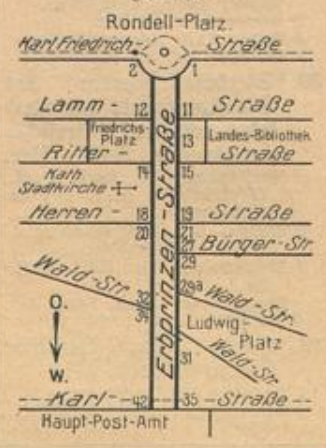 Rondell-Platz.
Karl Friedrich- Straße
2 1
Lamm- 12 11 Straße
Friedrichs-Platz 13 Landes-Bibliothek
Ritter- Straße
14 15
Kath.
Stadtkirche
Erbprinzen-Straße
Herren- 18 19 Straße
20 21
27 Bürger-Str
29
Wald-Str. 32 29a Wald-Str.
O. Ludwig-
Platz
W. 31 Wald-Str.
Karl- 42 35 Straße
Haupt-Post-Amt